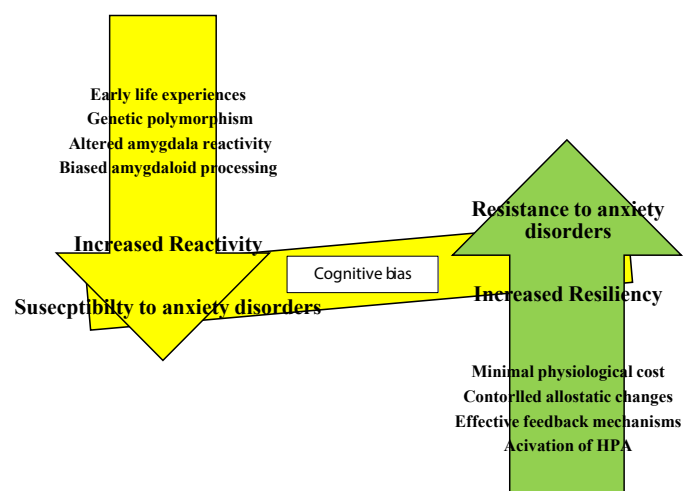 Early life experiences
Genetic polymorphism
Altered amygdala reactivity
Biased amygdaloid processing
Increased Reactivity
Susecptibilty to anxiety disorders
Cognitive bias
Resistance to anxiety
disorders
Increased Resiliency
Minimal physiological cost
Contorlled allostatic changes
Effective feedback mechanisms
Acivation of HPA